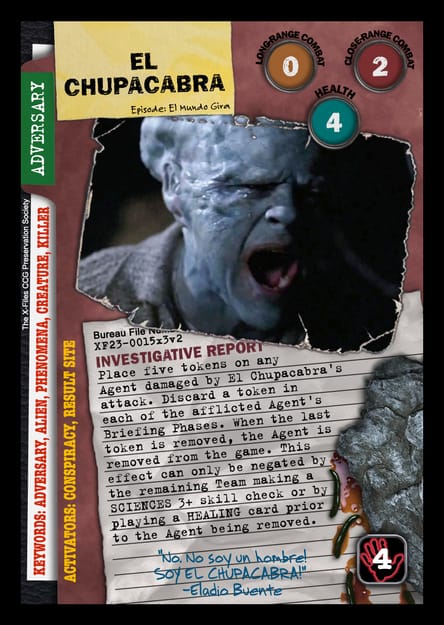 EL
CHUPACABRA
Episode: El Mundo Gira
LONG-RANGE COMBAT
0
CLOSE-RANGE COMBAT
2
HEALTH
4
ADVERSARY
The X-Files CCG Preservation Society
KEYWORDS: ADVERSARY, ALIEN, PHENOMENA, CREATURE, KILLER
ACTIVATORS: CONSPIRACY, RESULT SITE
Bureau File
XF23-0015x3v2
INVESTIGATIVE REPORT
Place five tokens on any
Agent damaged by El Chupacabra's
attack. Discard a token in
each of the afflicted Agent's
Briefing Phases. When the last
token is removed, the Agent is
removed from the game. This
effect can only be negated by
the remaining Team making a
SCIENCES 3+ skill check or by
playing a HEALING card prior
to the Agent being removed.
"No. No soy un hombre!
SOY EL CHUPACABRA!"
-Eladio Buente
4